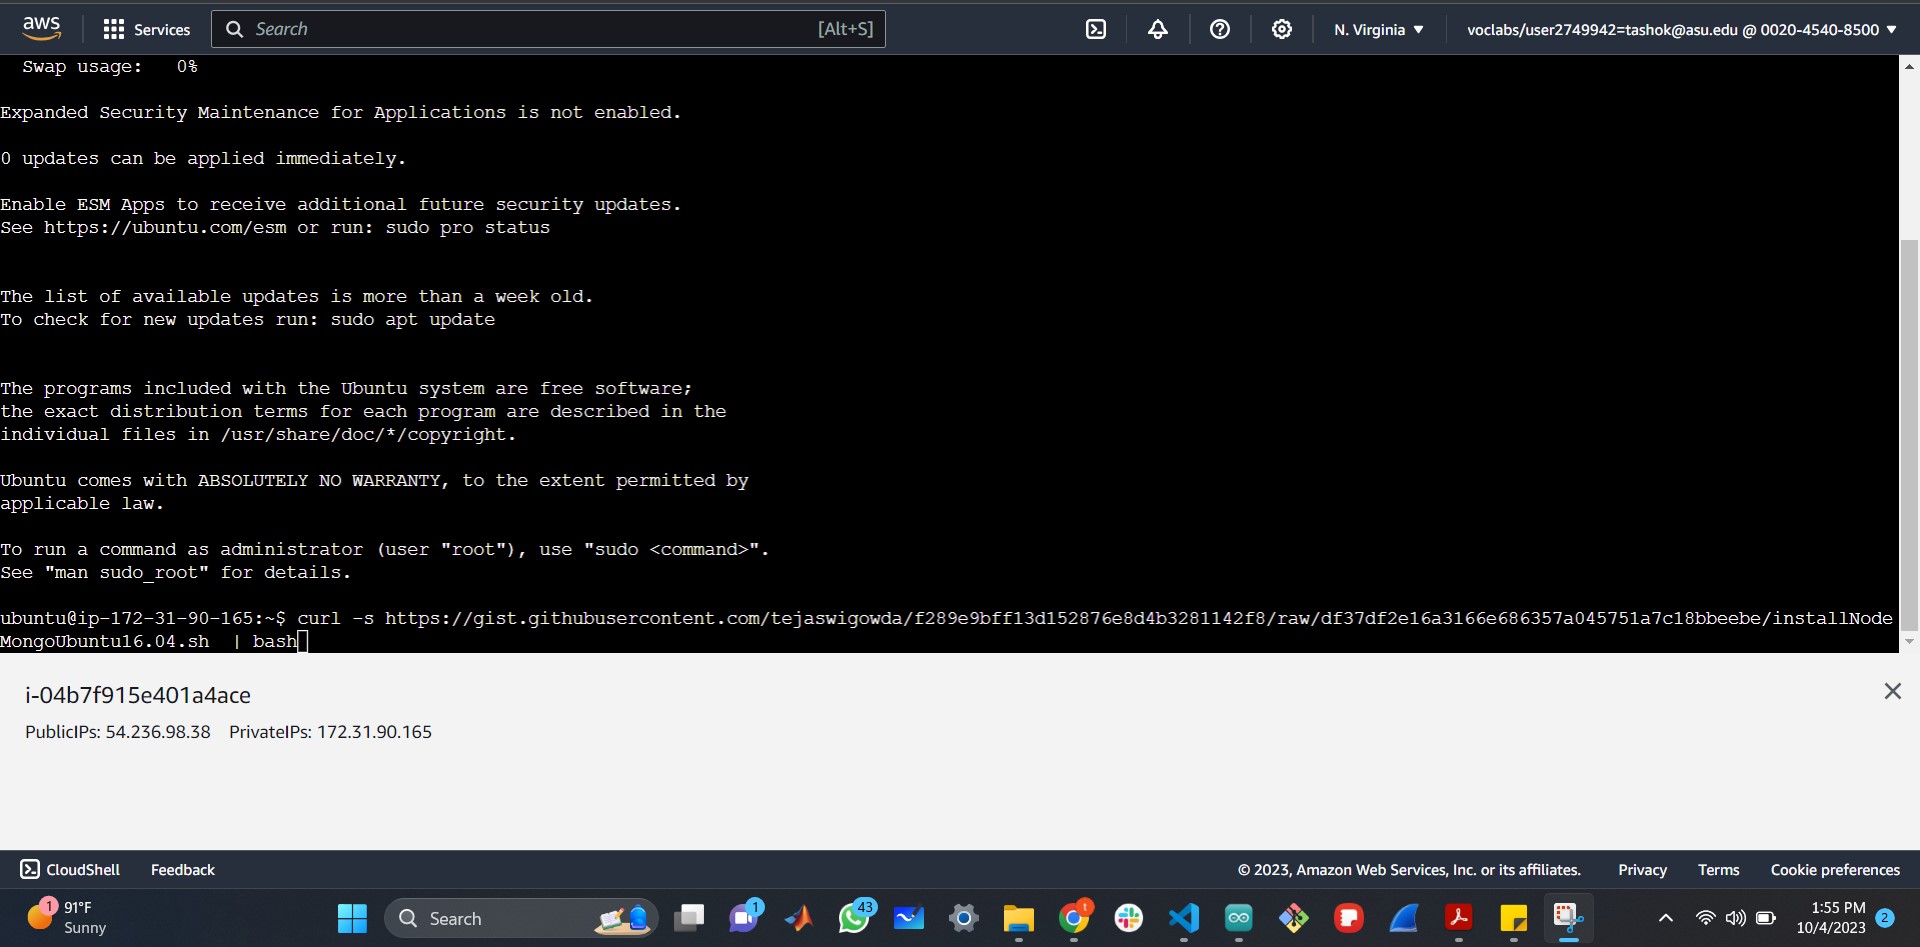 aws
Services
Search
[Alt+S]
N. Virginia
voclabs/user2749942=tashok@asu.edu @ 0020-4540-8500
Swap usage:   0%
Expanded Security Maintenance for Applications is not enabled.
0 updates can be applied immediately.
Enable ESM Apps to receive additional future security updates.
See https://ubuntu.com/esm or run: sudo pro status
The list of available updates is more than a week old.
To check for new updates run: sudo apt update
The programs included with the Ubuntu system are free software;
the exact distribution terms for each program are described in the
individual files in /usr/share/doc/*/copyright.
Ubuntu comes with ABSOLUTELY NO WARRANTY, to the extent permitted by
applicable law.
To run a command as administrator (user "root"), use "sudo <command>".
See "man sudo_root" for details.
ubuntu@ip-172-31-90-165:~$ curl -s https://gist.githubusercontent.com/tejaswigowda/f289e9bff13d152876e8d4b3281142f8/raw/df37df2e16a3166e686357a045751a7c18bbeebe/installNode
MongoUbuntu16.04.sh  | bash
i-04b7f915e401a4ace
PublicIPs: 54.236.98.38    PrivateIPs: 172.31.90.165
CloudShell
Feedback
© 2023, Amazon Web Services, Inc. or its affiliates.
Privacy
Terms
Cookie preferences
1
91°F
Sunny
Search
1
43
t
1:55 PM
10/4/2023
2